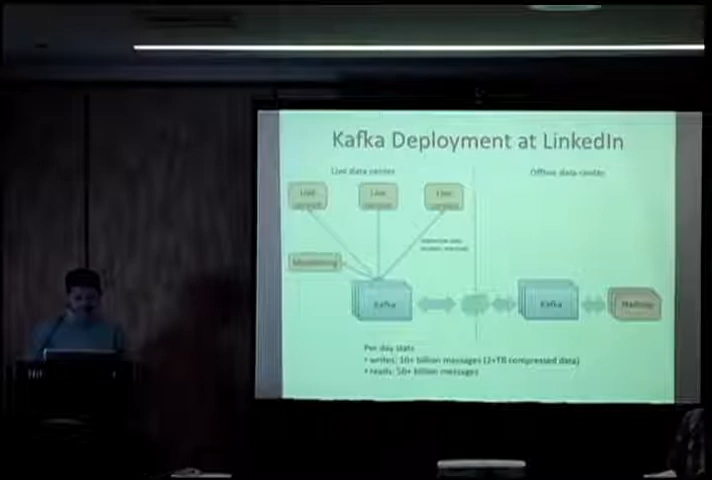 Kafka Deployment at LinkedIn
Live data center
Offline data center
Live
service
Live
service
Live
service
Monitoring
Kafka
Kafka
Hadoop
Per day stats
• writes: 10+ billion messages (2+TB compressed data)
• reads: 50+ billion messages